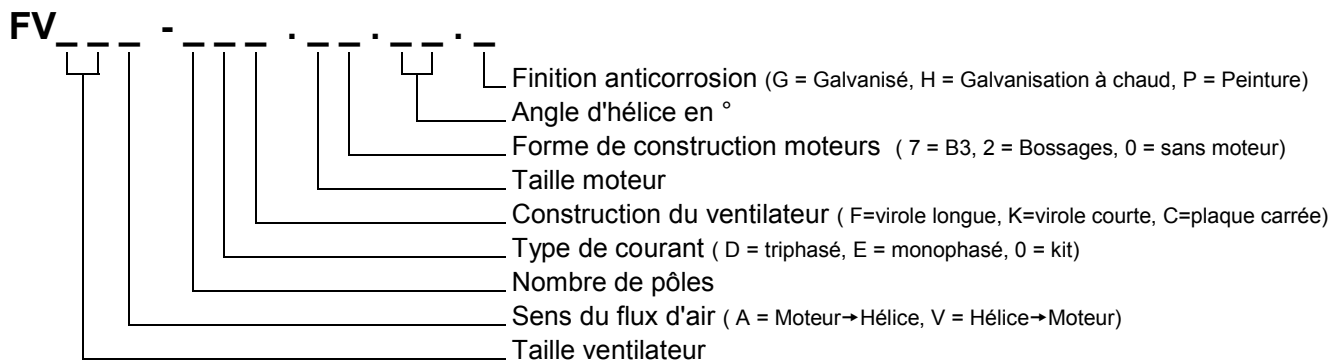 FV_ _ _ - _ _ _ . _ _ . _ _ . _
Finition anticorrosion (G = Galvanisé, H = Galvanisation à chaud, P = Peinture)
Angle d'hélice en °
Forme de construction moteurs ( 7 = B3, 2 = Bossages, 0 = sans moteur)
Taille moteur
Construction du ventilateur ( F=virole longue, K=virole courte, C=plaque carrée)
Type de courant ( D = triphasé, E = monophasé, 0 = kit)
Nombre de pôles
Sens du flux d'air ( A = Moteur→Hélice, V = Hélice→Moteur)
Taille ventilateur